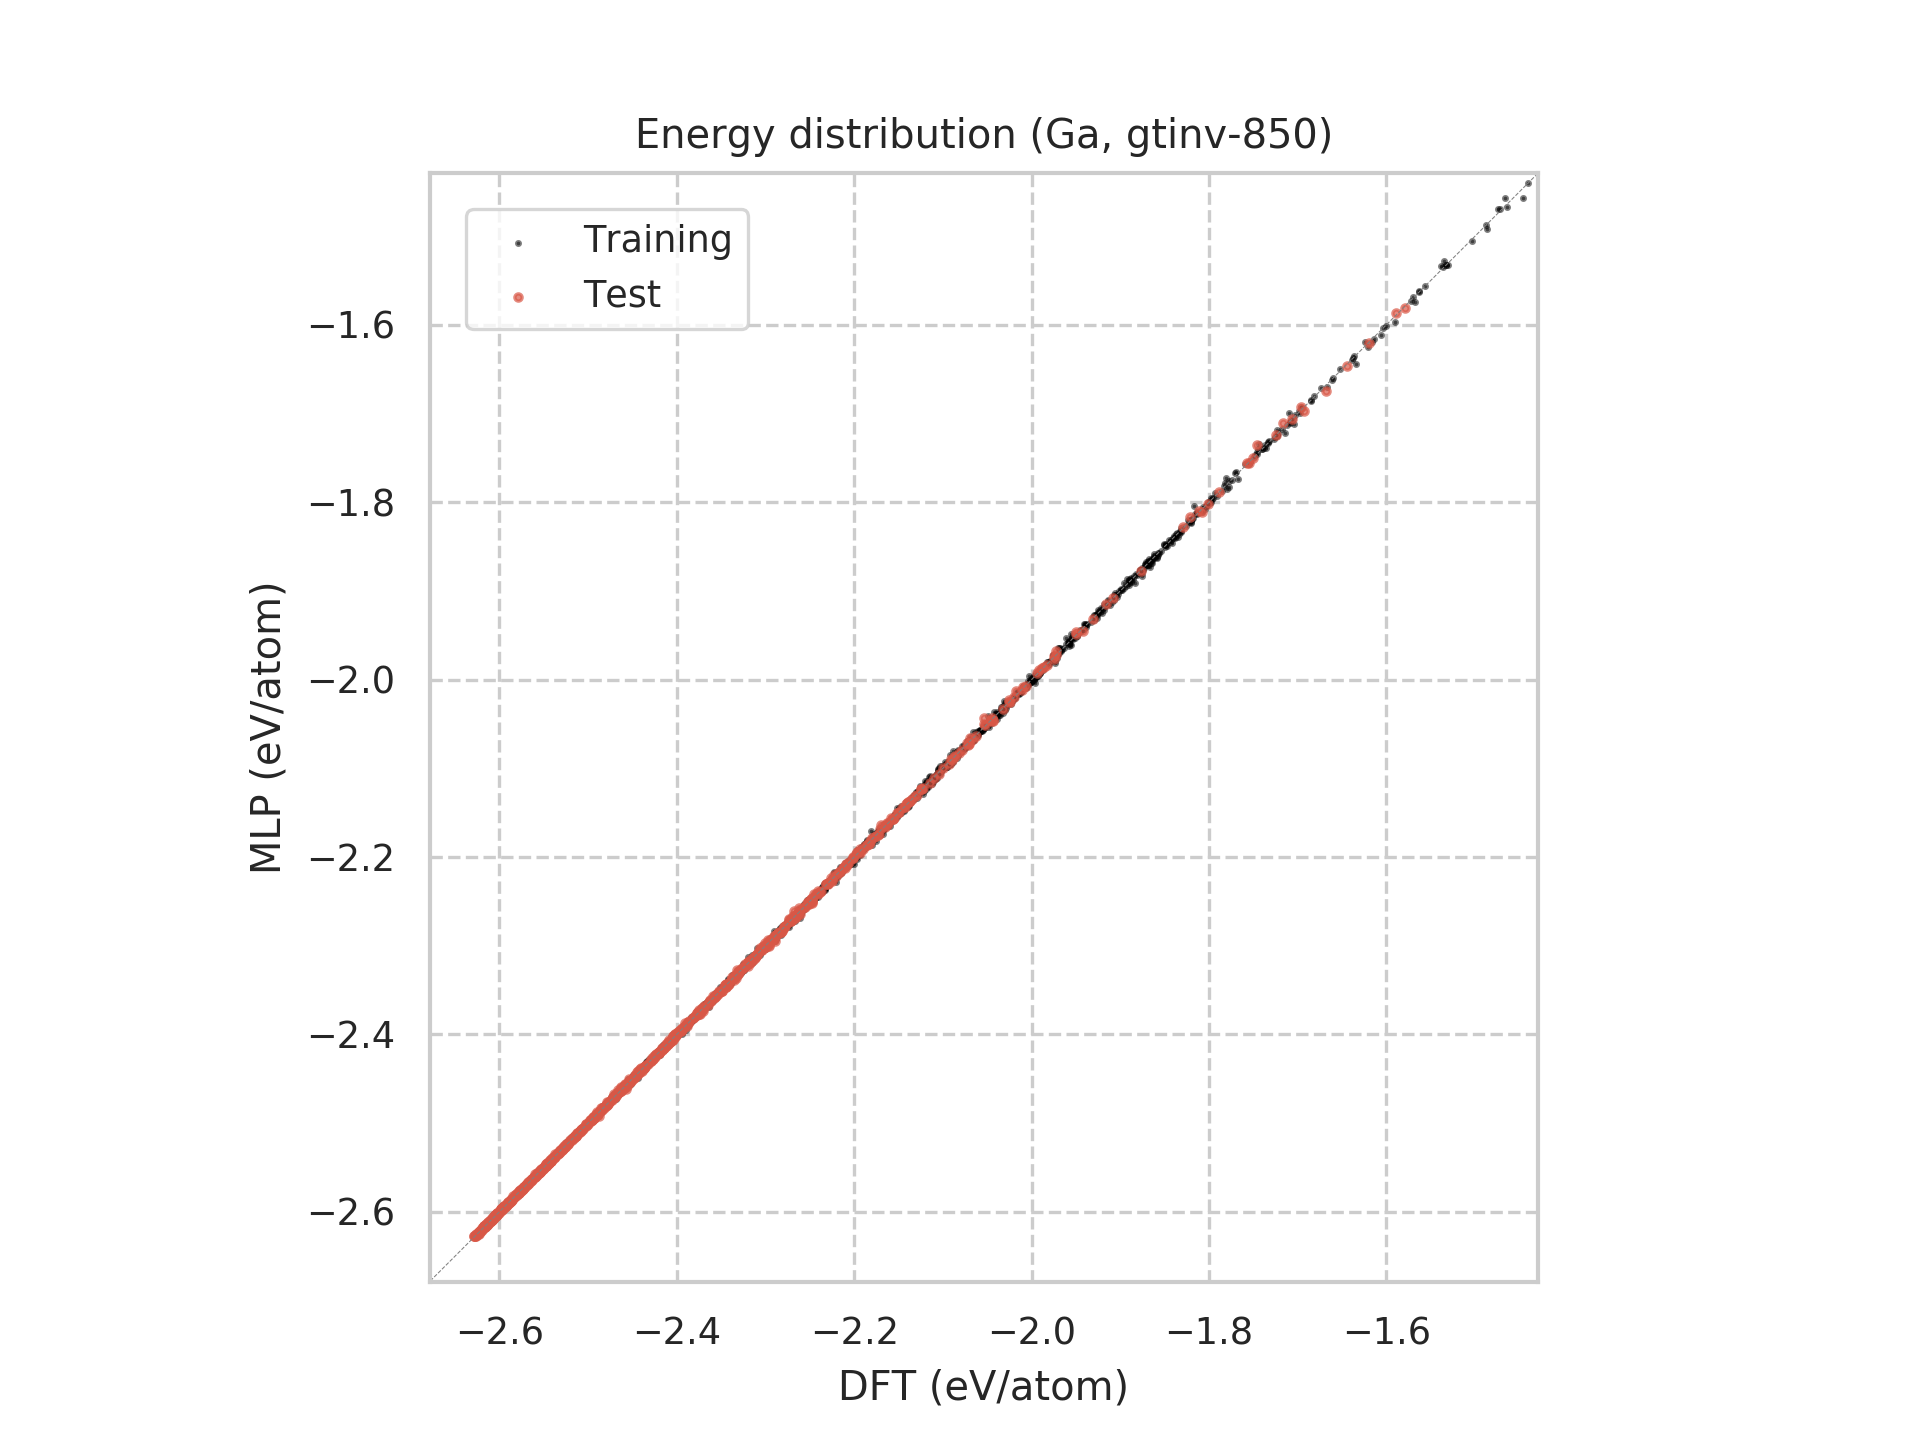 Energy distribution (Ga, gtinv-850)
Training
Test
MLP (eV/atom)
−1.6
−1.8
−2.0
−2.2
−2.4
−2.6
−2.6 −2.4 −2.2 −2.0 −1.8 −1.6
DFT (eV/atom)